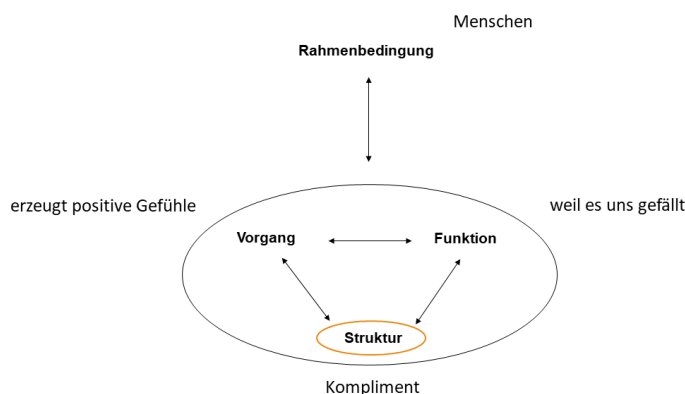 Menschen
Rahmenbedingung
erzeugt positive Gefühle
weil es uns gefällt
Vorgang
Funktion
Struktur
Kompliment